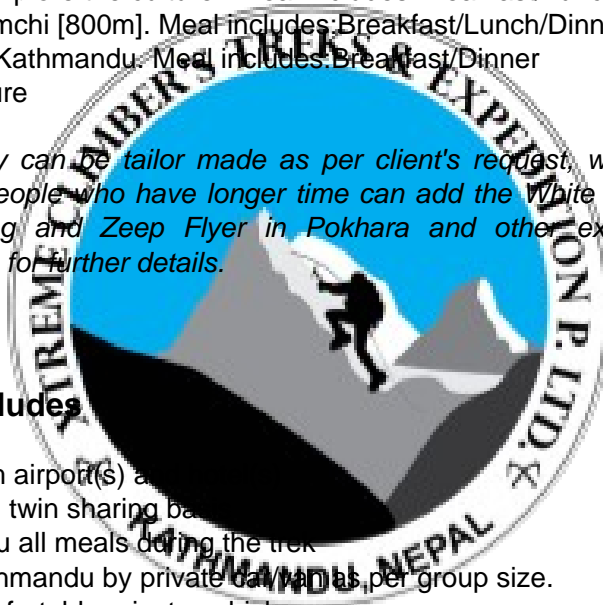 mchi [800m]. Meal includes:Breakfast/Lunch/Dinn
Kathmandu. Meal includes:Breakfast/Dinner
ure
y can be tailor made as per client's request, w
eople who have longer time can add the White
g and Zeep Flyer in Pokhara and other ex
for further details.
ludes
n airport(s)
twin sharing ba
u all meals during the trek
hmandu by private car/van as per group size.
XTREME CLIMBER'S TREKS & EXPEDITION P. LTD.
KATHMANDU, NEPAL